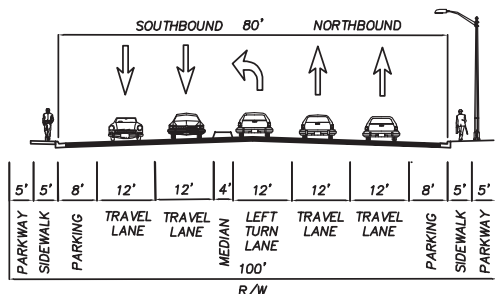 SOUTHBOUND 80' NORTHBOUND
5' 5' 8' 12' 12' 4' 12' 12' 12' 8' 5' 5'
PARKWAY
SIDEWALK
PARKING
TRAVEL
LANE
TRAVEL
LANE
MEDIAN
LEFT
TURN
LANE
TRAVEL
LANE
TRAVEL
LANE
PARKING
SIDEWALK
PARKWAY
100'
R/W